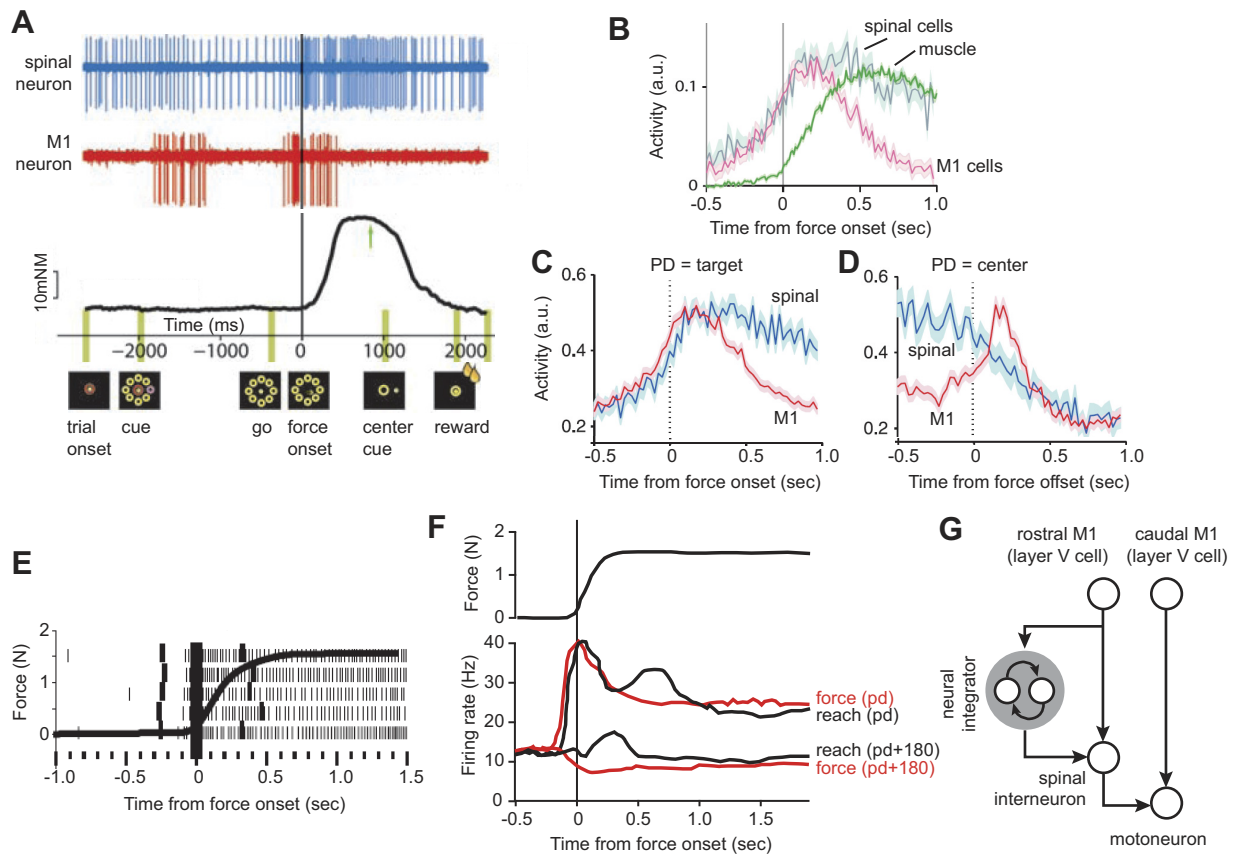 A
spinal
neuron
M1
neuron
10mNM
Time (ms)
−2000 −1000 0 1000 2000
trial
onset
cue
go
force
onset
center
cue
reward
B
spinal cells
muscle
M1 cells
Activity (a.u.)
0.1
0
-0.5 0 0.5 1.0
Time from force onset (sec)
C
PD = target
spinal
M1
Activity (a.u.)
0.6
0.4
0.2
-0.5 0 0.5 1.0
Time from force onset (sec)
D
PD = center
spinal
M1
0.6
0.4
0.2
-0.5 0 0.5 1.0
Time from force offset (sec)
E
Force (N)
2
1
0
-1.0 -0.5 0 0.5 1.0 1.5
Time from force onset (sec)
F
Force (N)
2
1
0
Firing rate (Hz)
40
30
20
10
0
force (pd)
reach (pd)
reach (pd+180)
force (pd+180)
-0.5 0 0.5 1.0 1.5
Time from force onset (sec)
G
rostral M1
(layer V cell)
caudal M1
(layer V cell)
neural
integrator
spinal
interneuron
motoneuron